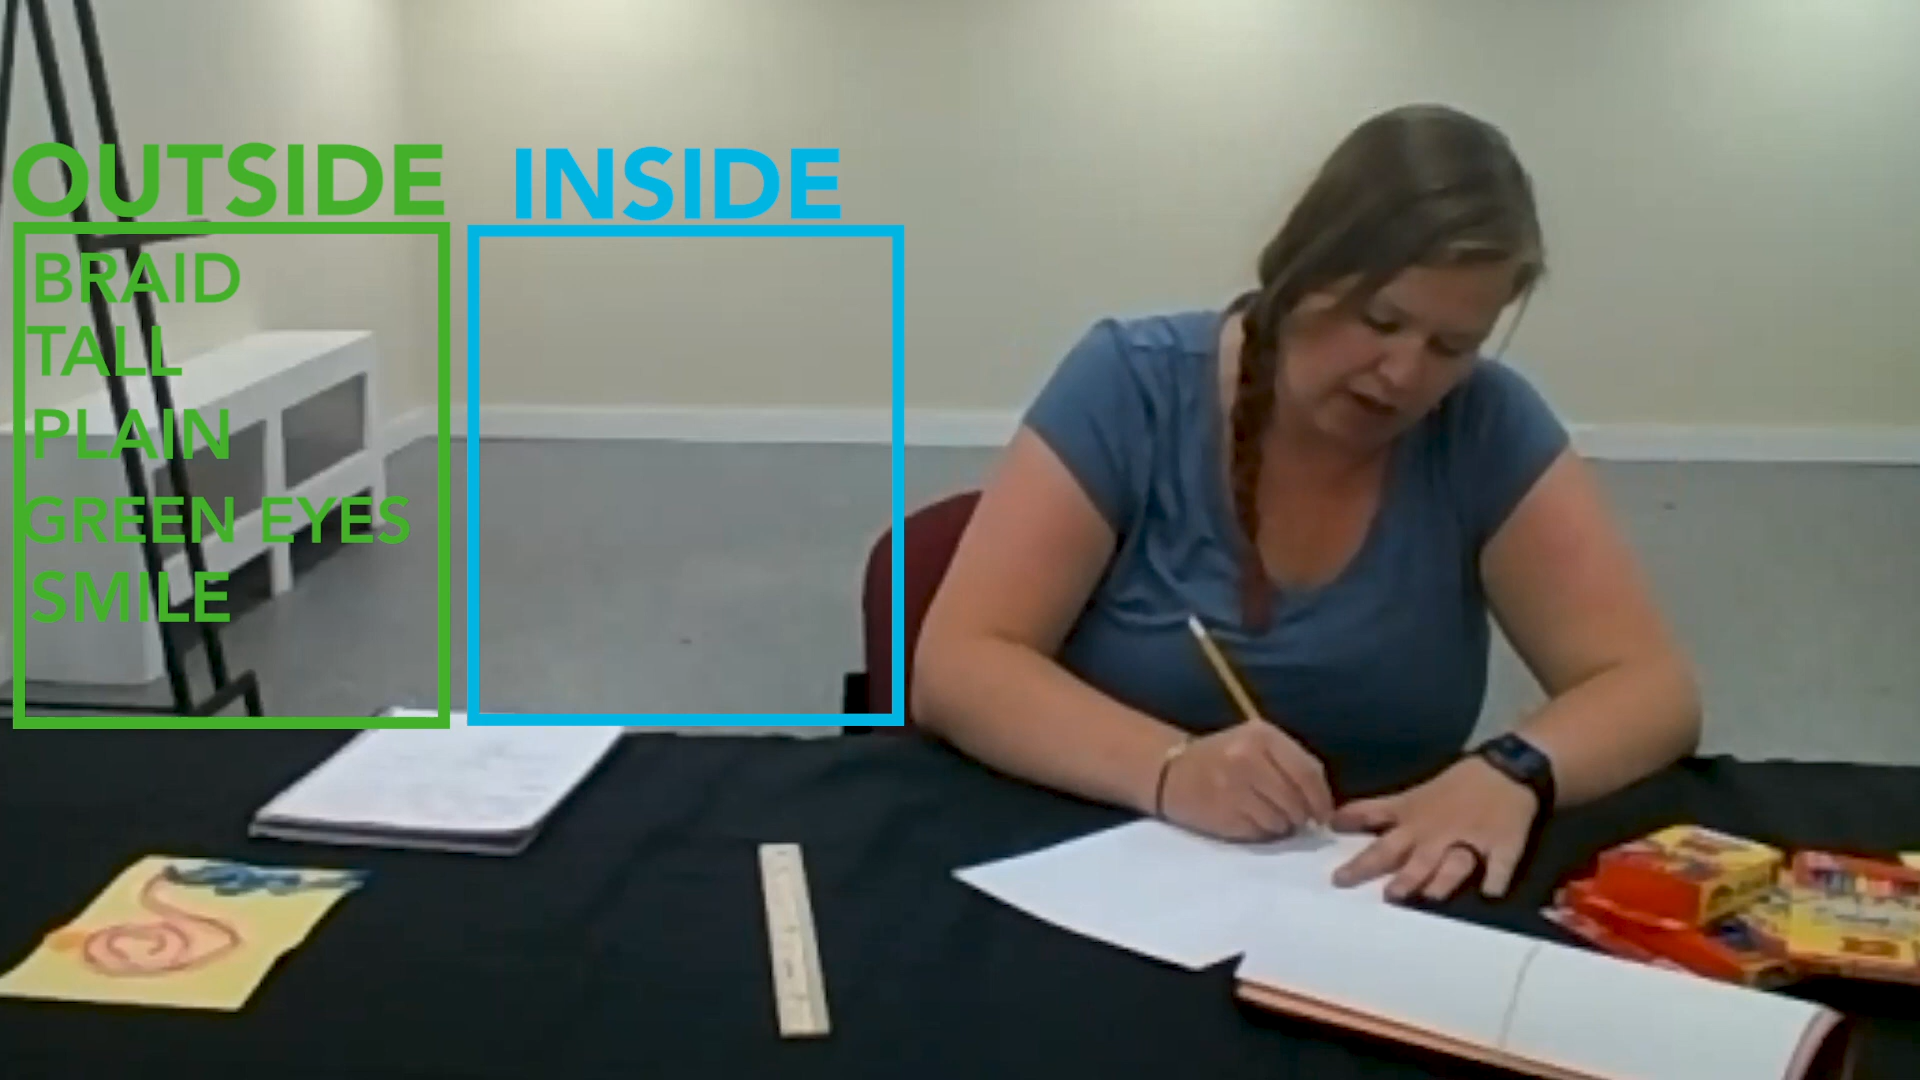 OUTSIDE
INSIDE
BRAID
TALL
PLAIN
GREEN EYES
SMILE